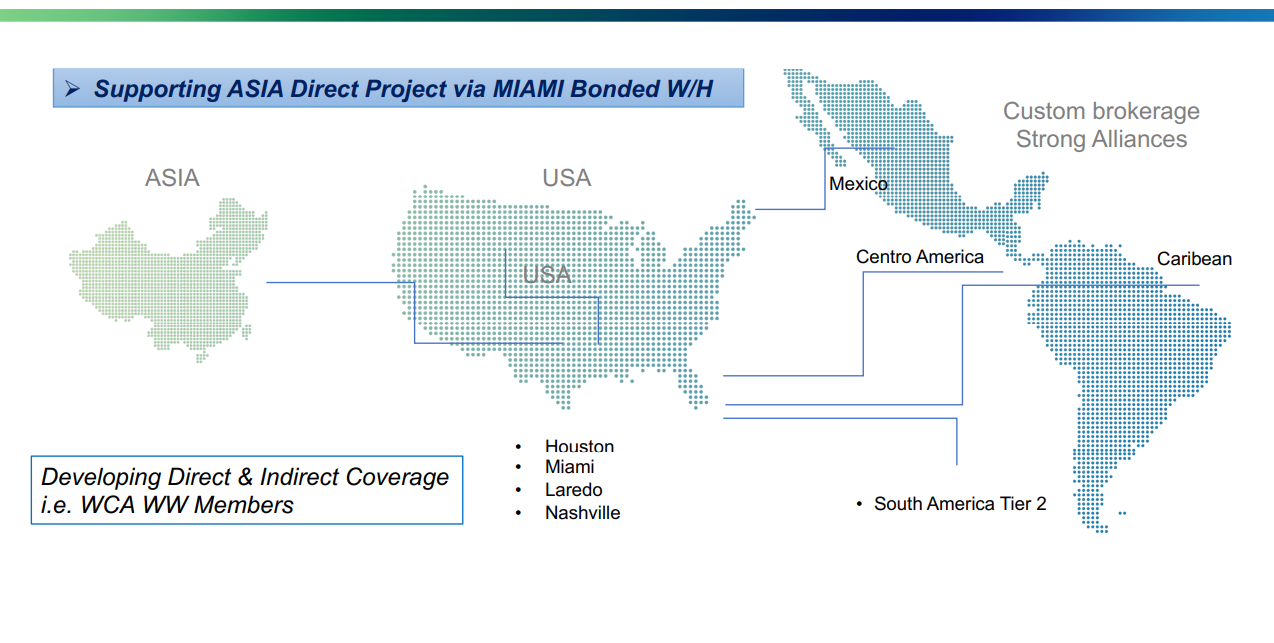 ➢ Supporting ASIA Direct Project via MIAMI Bonded W/H
Custom brokerage
Strong Alliances
ASIA
USA
Mexico
USA
Centro America
Caribean
• Houston
• Miami
• Laredo
• Nashville
Developing Direct & Indirect Coverage
i.e. WCA WW Members
• South America Tier 2